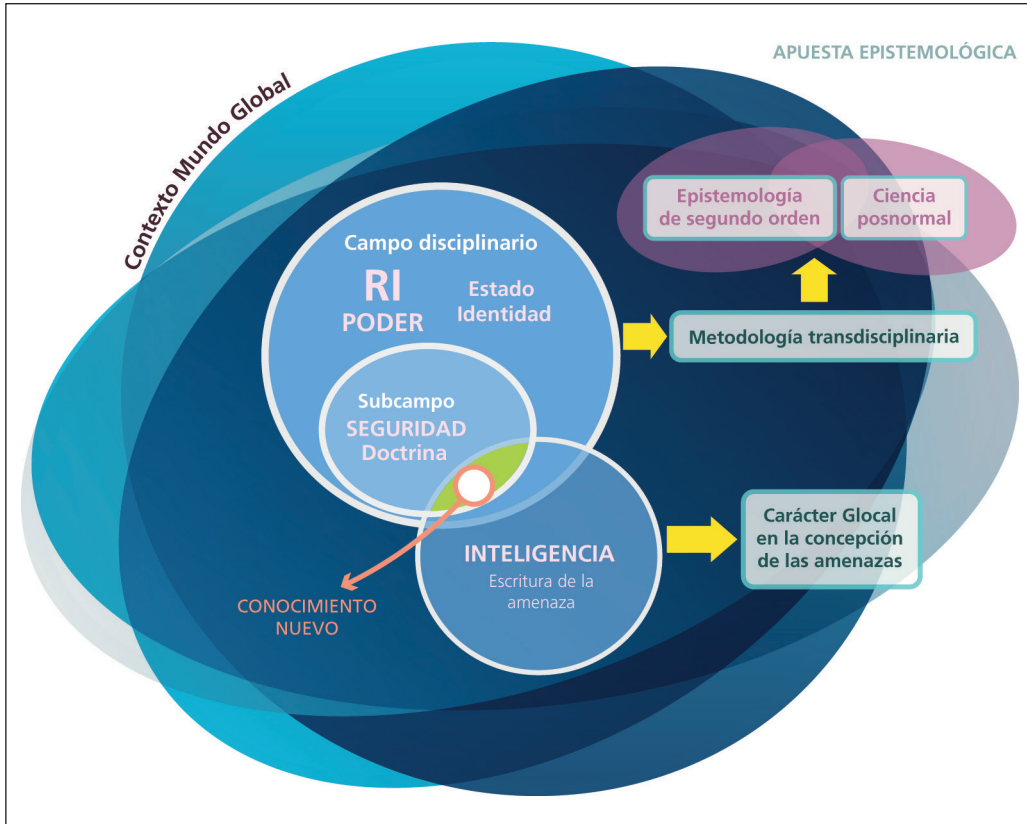 APUESTA EPISTEMOLÓGICA
Contexto Mundo Global
Campo disciplinario
RI
PODER
Estado
Identidad
Subcampo
SEGURIDAD
Doctrina
INTELIGENCIA
Escritura de la
amenaza
CONOCIMIENTO
NUEVO
Epistemología
de segundo orden
Ciencia
posnormal
Metodología transdisciplinaria
Carácter Glocal
en la concepción
de las amenazas